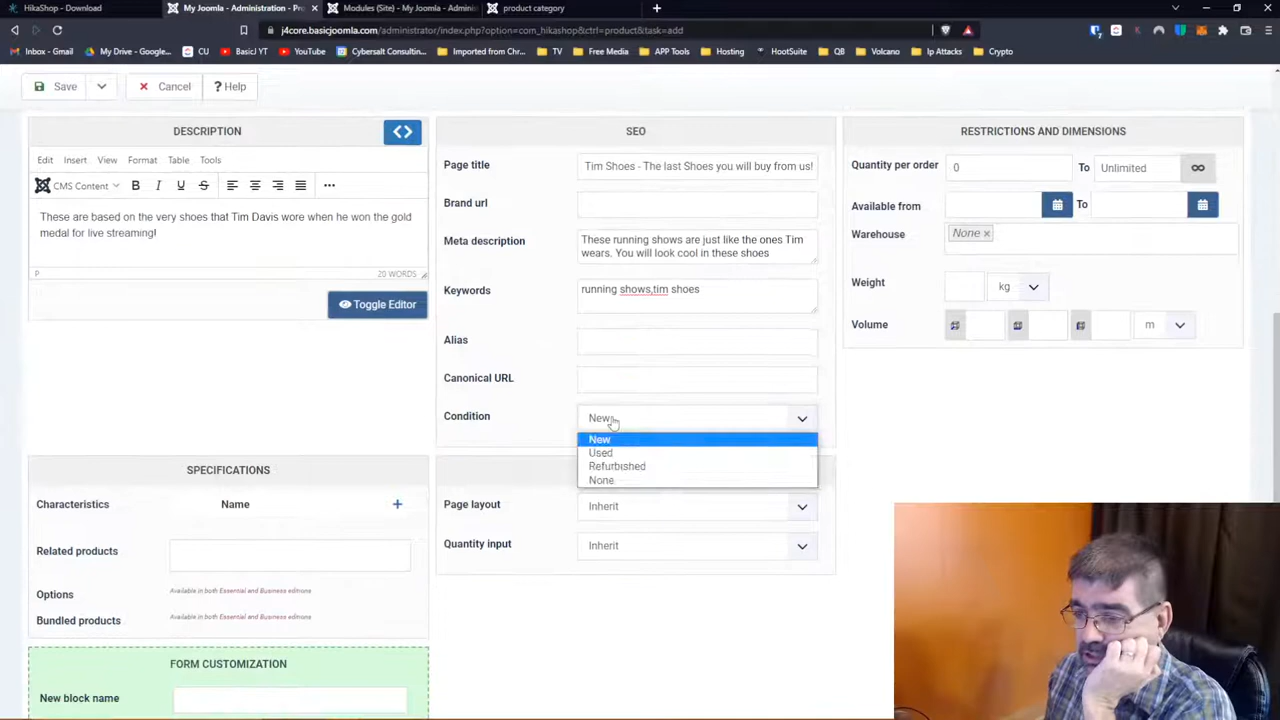 HikaShop - Download
My Joomla - Administration - Pr
Modules (Site) - My Joomla - Admini
product category
j4core.basicjoomla.com/administrator/index.php?option=com_hikashop&ctrl=product&task=add
Inbox - Gmail
My Drive - Google...
CU
BasicJ YT
YouTube
Cybersalt Consulting...
Imported from Chr...
TV
Free Media
APP Tools
Hosting
HootSuite
QB
Volcano
Ip Attacks
Crypto
Save
Cancel
Help
DESCRIPTION
Edit Insert View Format Table Tools
CMS Content
B I U S
These are based on the very shoes that Tim Davis wore when he won the gold
medal for live streaming!
P
20 WORDS
Toggle Editor
SEO
Page title
Tim Shoes - The last Shoes you will buy from us!
Brand url
Meta description
These running shows are just like the ones Tim
wears. You will look cool in these shoes
Keywords
running shows,tim shoes
Alias
Canonical URL
Condition
New
New
Used
Refurbished
None
Page layout
Inherit
Quantity input
Inherit
RESTRICTIONS AND DIMENSIONS
Quantity per order
0
To
Unlimited
Available from
To
Warehouse
None ×
Weight
kg
Volume
m
SPECIFICATIONS
Characteristics
Name
Related products
Options
Available in both Essential and Business editions
Bundled products
Available in both Essential and Business editions
FORM CUSTOMIZATION
New block name